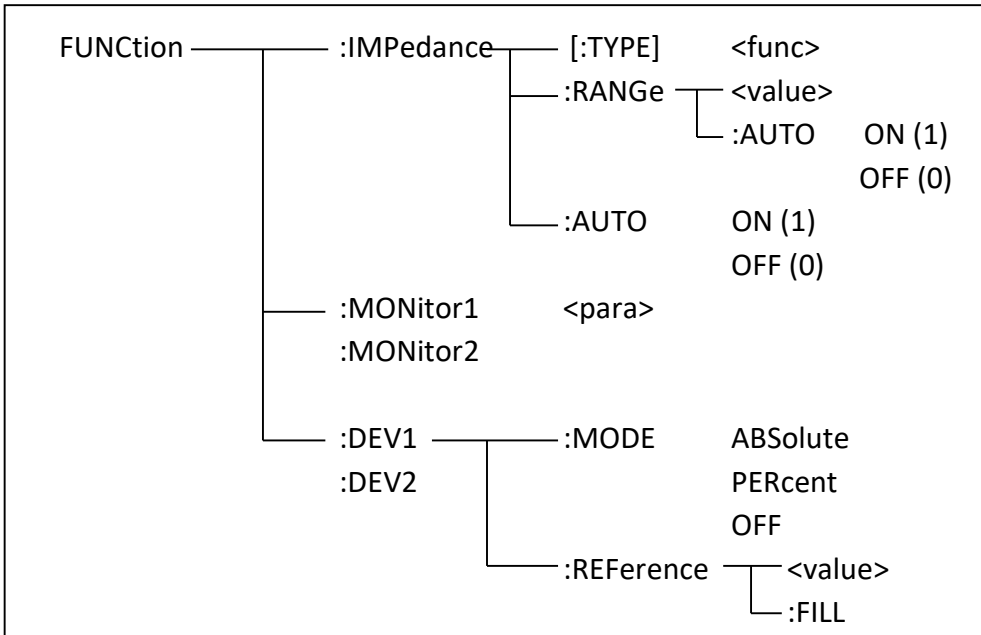 FUNCtion :IMPedance [:TYPE] <func>
:RANGe <value>
:AUTO ON (1)
OFF (0)
:AUTO ON (1)
OFF (0)
:MONitor1 <para>
:MONitor2
:DEV1 :MODE ABSolute
:DEV2 PERcent
OFF
:REFerence <value>
:FILL